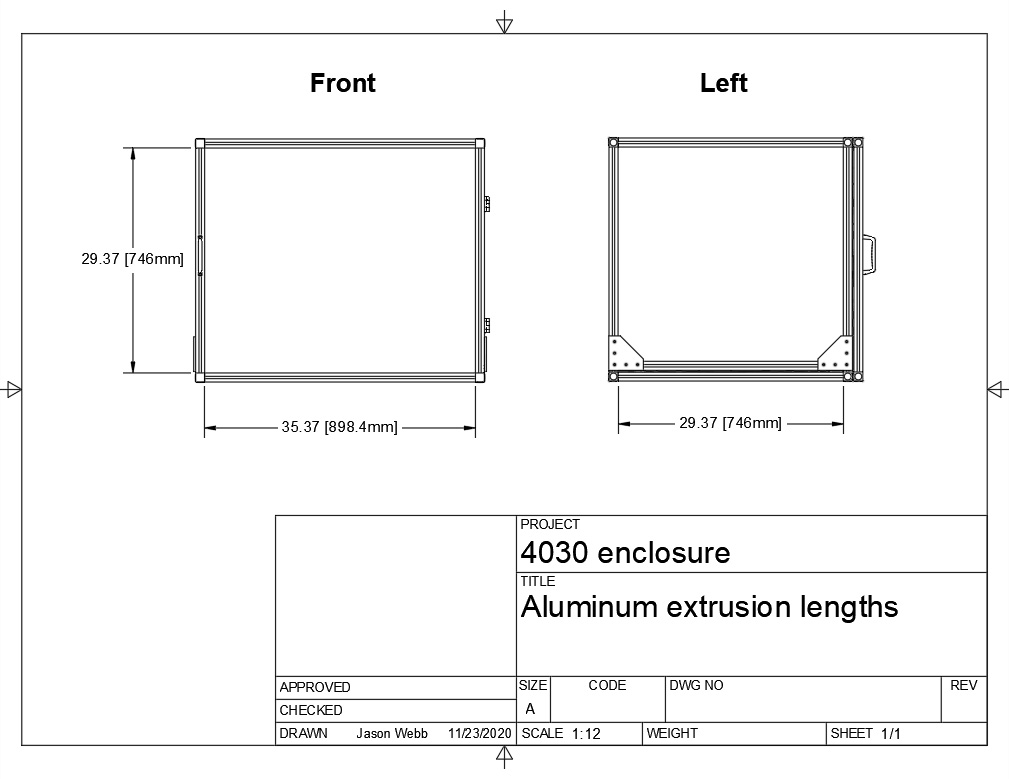 Front
Left
29.37 [746mm]
35.37 [898.4mm]
29.37 [746mm]
PROJECT
4030 enclosure
TITLE
Aluminum extrusion lengths
APPROVED
SIZE CODE DWG NO REV
CHECKED
A
DRAWN Jason Webb 11/23/2020 SCALE 1:12 WEIGHT SHEET 1/1